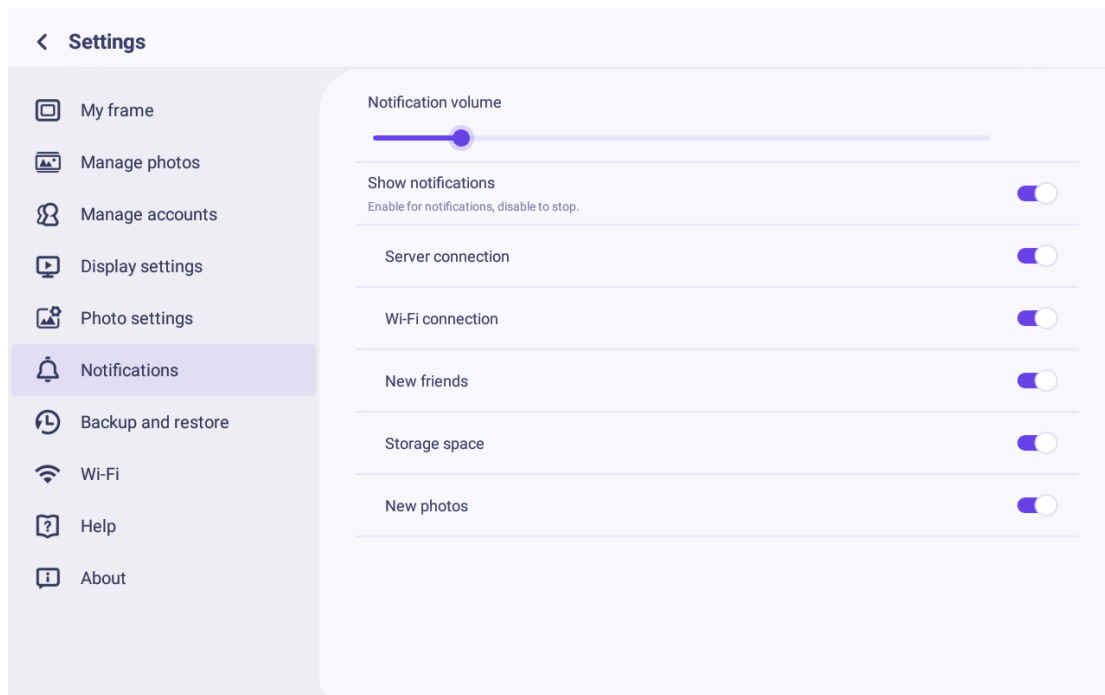 Settings
My frame
Manage photos
Manage accounts
Display settings
Photo settings
Notifications
Backup and restore
Wi-Fi
Help
About
Notification volume
Show notifications
Enable for notifications, disable to stop.
Server connection
Wi-Fi connection
New friends
Storage space
New photos